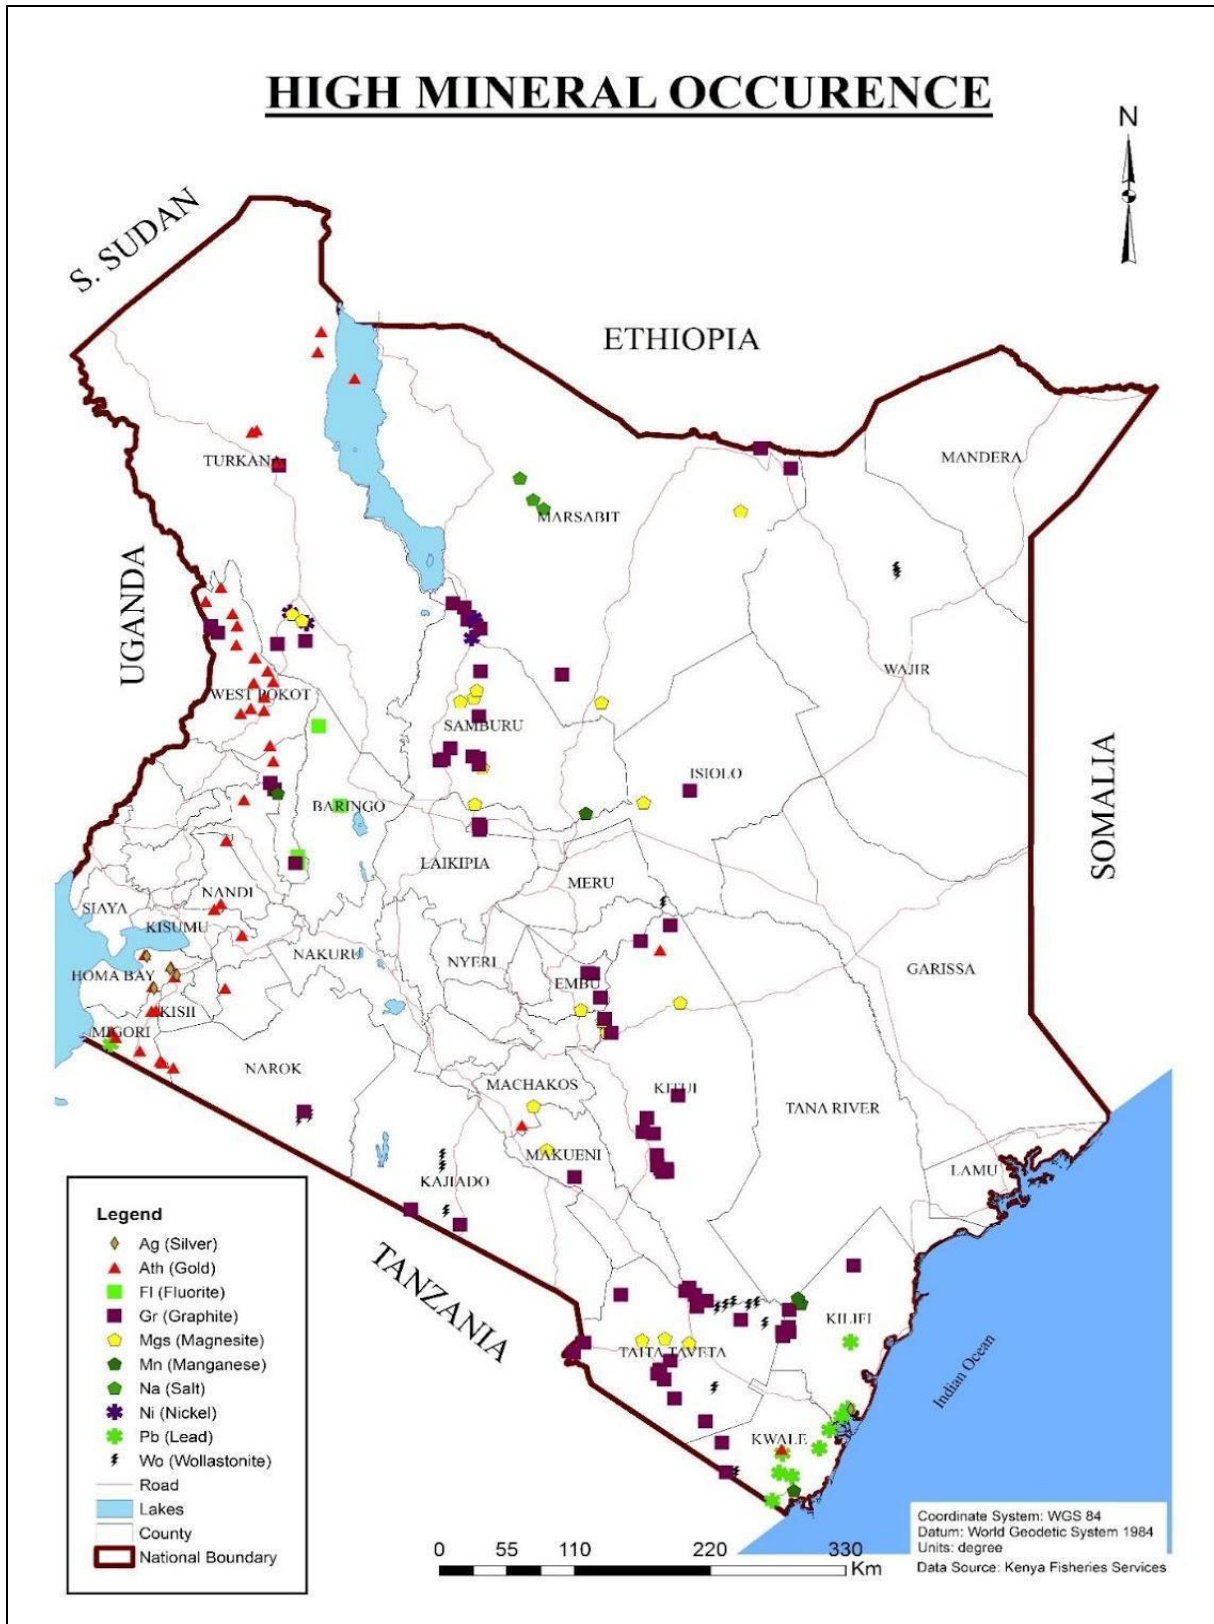 HIGH MINERAL OCCURENCE
N
S. SUDAN
ETHIOPIA
UGANDA
SOMALIA
TANZANIA
Indian Ocean
TURKANA
MARSABIT
MANDERA
WAJIR
WEST POKOT
SAMBURU
ISIOLO
BARINGO
LAIKIPIA
MERU
NANDI
SIAYA
KISUMU
NAKURU
NYERI
GARISSA
HOMA BAY
EMBU
KISII
MIGORI
NAROK
MACHAKOS
KITUI
TANA RIVER
MAKUENI
LAMU
KAJIADO
KILIFI
TAITA TAVETA
KWALE
Legend
Ag (Silver)
Ath (Gold)
Fl (Fluorite)
Gr (Graphite)
Mgs (Magnesite)
Mn (Manganese)
Na (Salt)
Ni (Nickel)
Pb (Lead)
Wo (Wollastonite)
Road
Lakes
County
National Boundary
0 55 110 220 330
Km
Coordinate System: WGS 84
Datum: World Geodetic System 1984
Units: degree
Data Source: Kenya Fisheries Services